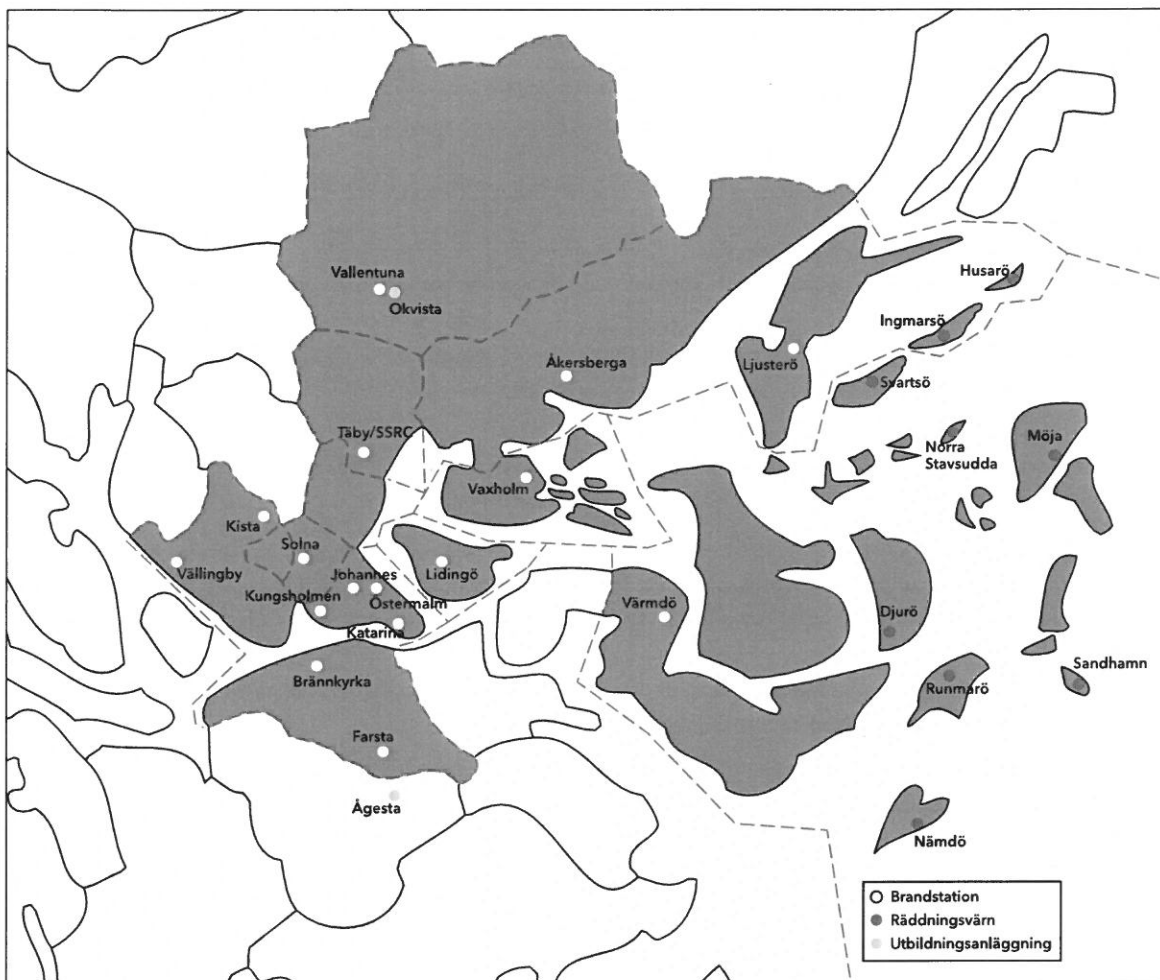 Vallentuna
Okvista
Husarö
Ingmarsö
Åkersberga
Ljusterö
Svartsö
Täby/SSRC
Norra
Stavsudda
Möja
Vaxholm
Kista
Solna
Vällingby
Johannes
Lidingö
Kungsholmen
Östermalm
Värmdö
Djurö
Katarina
Brännkyrka
Sandhamn
Runmarö
Farsta
Ågesta
Nämdö
Brandstation
Räddningsvärn
Utbildningsanläggning